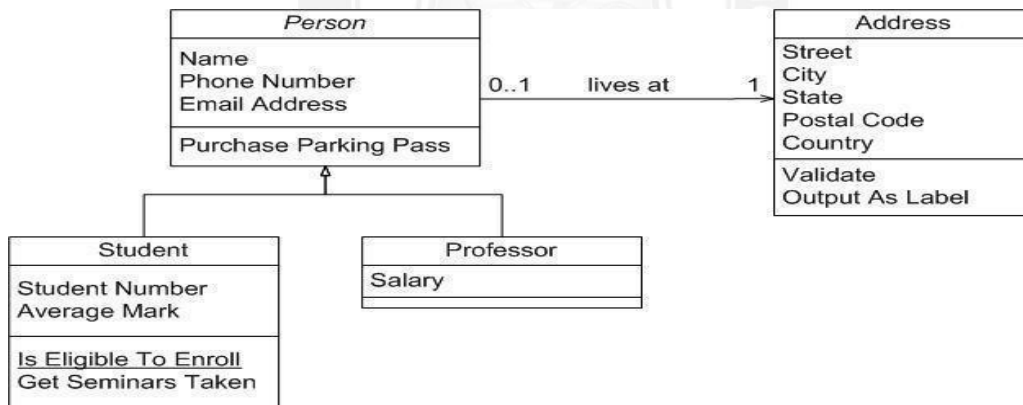 Person
Name
Phone Number
Email Address
Purchase Parking Pass
0..1 lives at 1
Address
Street
City
State
Postal Code
Country
Validate
Output As Label
Student
Student Number
Average Mark
Is Eligible To Enroll
Get Seminars Taken
Professor
Salary